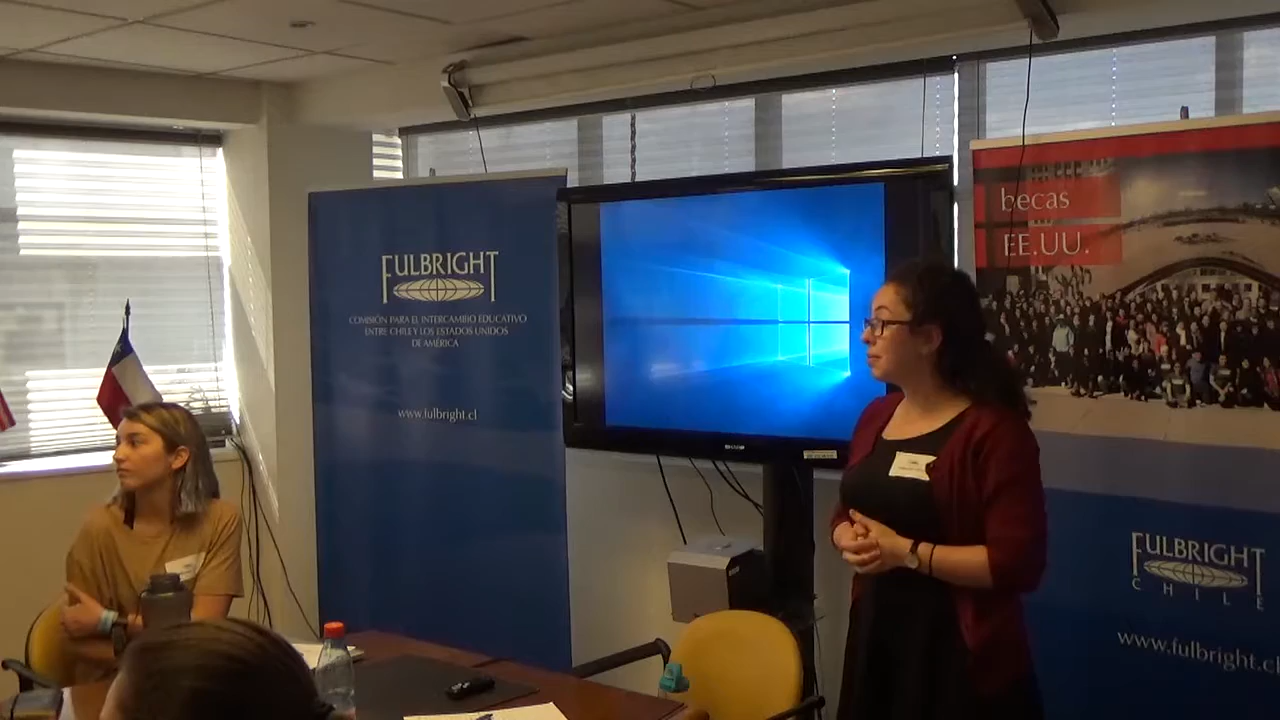 FULBRIGHT
COMISIÓN PARA EL INTERCAMBIO EDUCATIVO
ENTRE CHILE Y LOS ESTADOS UNIDOS
DE AMÉRICA
www.fulbright.cl
SHARP
becas
EE.UU.
FULBRIGHT
CHILE
www.fulbright.cl